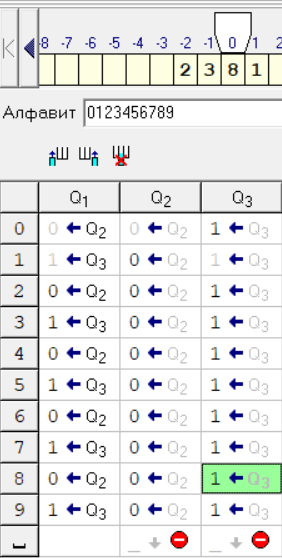 -8 -7 -6 -5 -4 -3 -2 -1 0 1 2
2 3 8 1
Алфавит 0123456789
Q1 Q2 Q3
0 0 ← Q2 0 ← Q2 1 ← Q3
1 1 ← Q3 0 ← Q2 1 ← Q3
2 0 ← Q2 0 ← Q2 1 ← Q3
3 1 ← Q3 0 ← Q2 1 ← Q3
4 0 ← Q2 0 ← Q2 1 ← Q3
5 1 ← Q3 0 ← Q2 1 ← Q3
6 0 ← Q2 0 ← Q2 1 ← Q3
7 1 ← Q3 0 ← Q2 1 ← Q3
8 0 ← Q2 0 ← Q2 1 ← Q3
9 1 ← Q3 0 ← Q2 1 ← Q3
_ _ ↓ _ ↓